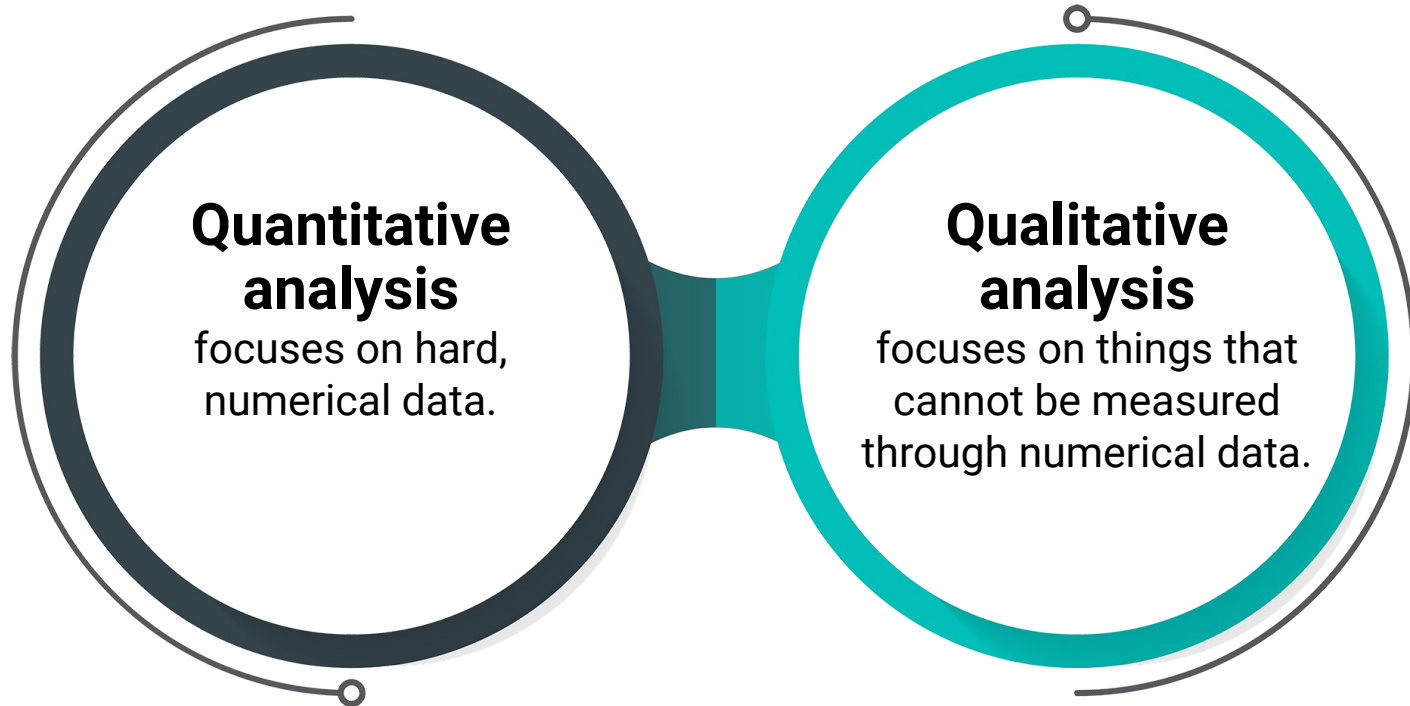 Quantitative
analysis
focuses on hard,
numerical data.
Qualitative
analysis
focuses on things that
cannot be measured
through numerical data.